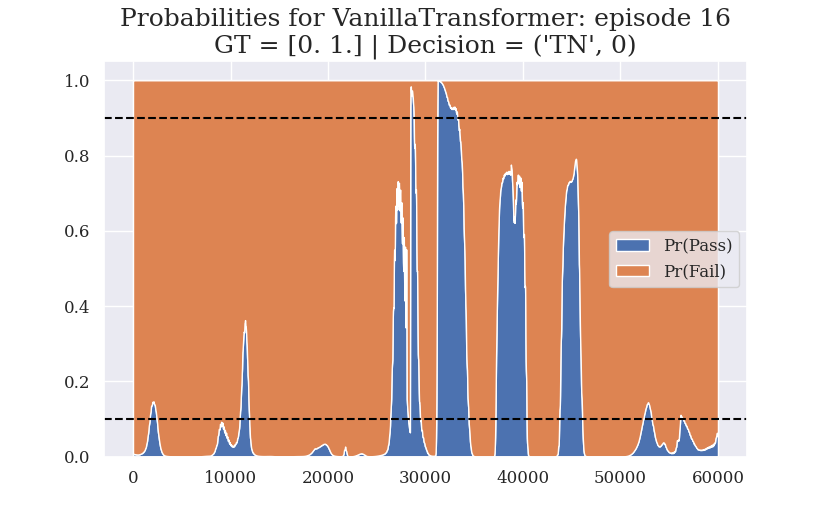 Probabilities for VanillaTransformer: episode 16
GT = [0. 1.] | Decision = ('TN', 0)
1.0
0.8
0.6
0.4
0.2
0.0
Pr(Pass)
Pr(Fail)
0 10000 20000 30000 40000 50000 60000